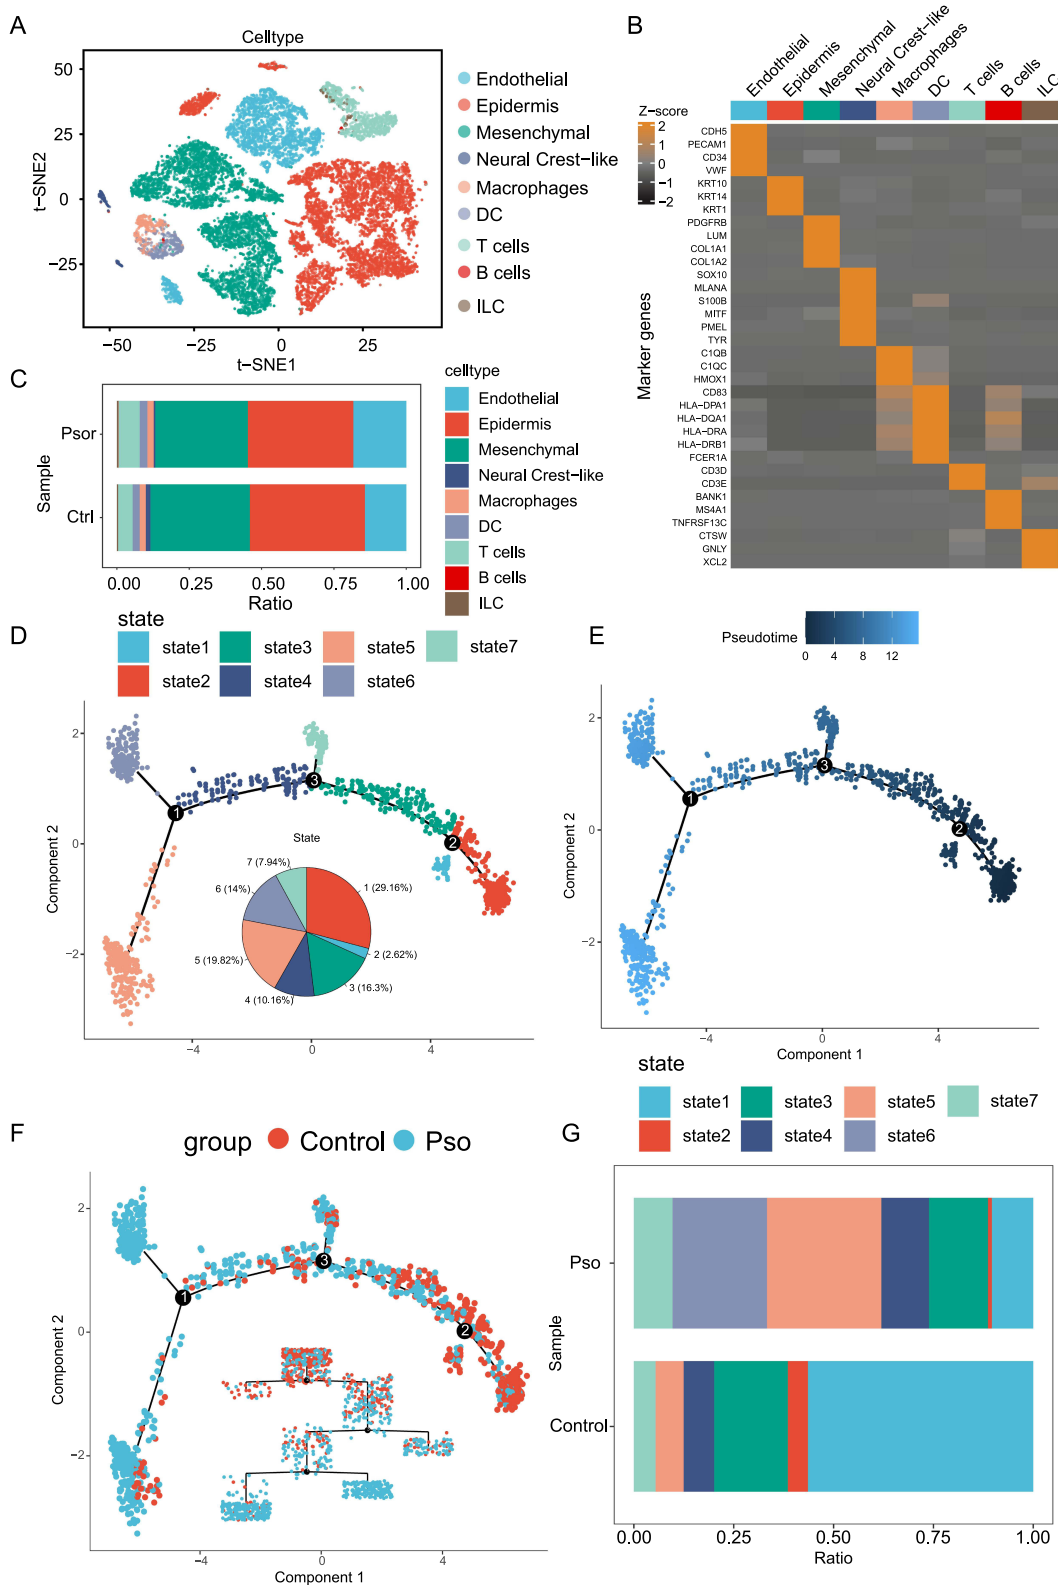 A
Celltype
50
25
0
−25
t−SNE2
−50
−25
0
25
t−SNE1
Endothelial
Epidermis
Mesenchymal
Neural Crest−like
Macrophages
DC
T cells
B cells
ILC
B
Endothelial
Epidermis
Mesenchymal
Neural Crest−like
Macrophages
DC
T cells
B cells
ILC
Z−score
2
1
0
−1
−2
Marker genes
CDH5
PECAM1
CD34
VWF
KRT10
KRT14
KRT1
PDGFRB
LUM
COL1A1
COL1A2
SOX10
MLANA
S100B
MITF
PMEL
TYR
C1QB
C1QC
HMOX1
CD83
HLA−DPA1
HLA−DQA1
HLA−DRA
HLA−DRB1
FCER1A
CD3D
CD3E
BANK1
MS4A1
TNFRSF13C
CTSW
GNLY
XCL2
C
Sample
Psor
Ctrl
0.00
0.25
0.50
0.75
1.00
Ratio
celltype
Endothelial
Epidermis
Mesenchymal
Neural Crest−like
Macrophages
DC
T cells
B cells
ILC
D
state
state1
state3
state5
state7
state2
state4
state6
2
0
−2
Component 2
1
3
2
State
7 (7.94%)
1 (29.16%)
6 (14%)
2 (2.62%)
5 (19.82%)
3 (16.3%)
4 (10.16%)
−4
0
4
E
Pseudotime
0
4
8
12
2
0
−2
Component 2
1
3
2
−4
0
4
Component 1
F
group
Control
Pso
2
0
−2
Component 2
1
3
2
−4
0
4
Component 1
state
state1
state3
state5
state7
state2
state4
state6
G
Sample
Pso
Control
0.00
0.25
0.50
0.75
1.00
Ratio